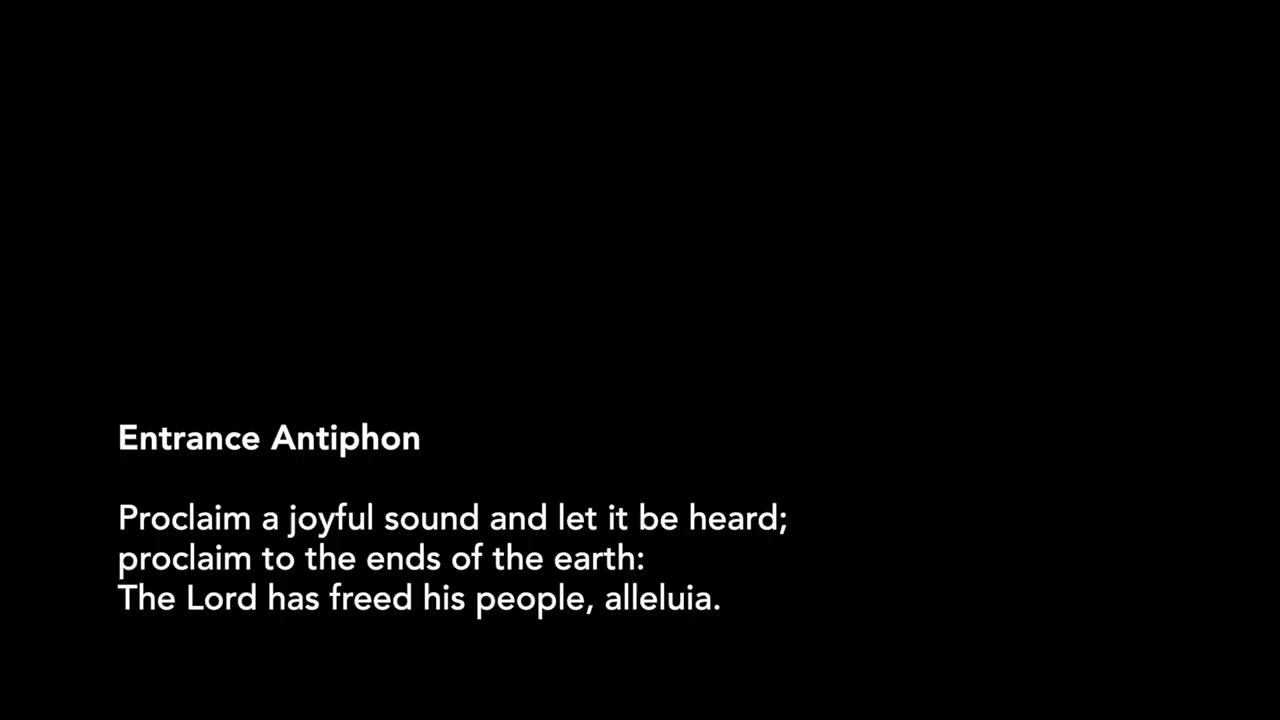 Entrance Antiphon
Proclaim a joyful sound and let it be heard;
proclaim to the ends of the earth:
The Lord has freed his people, alleluia.